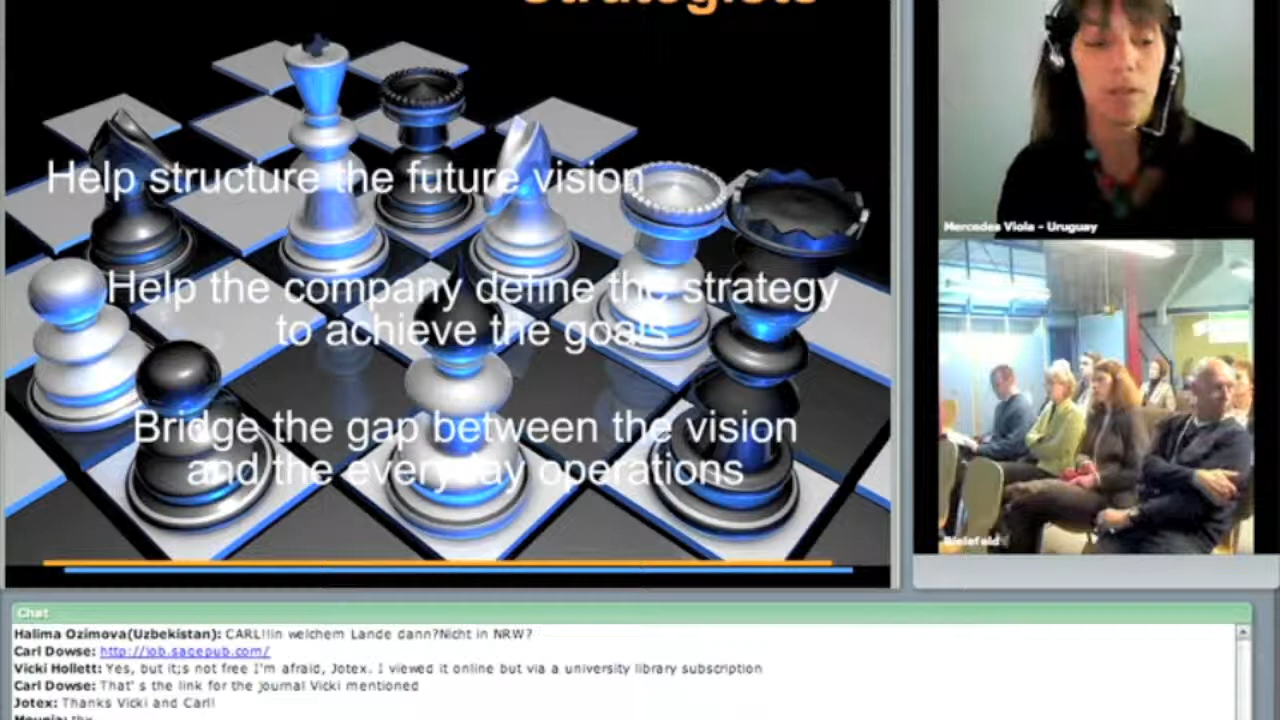 Strategists
Help structure the future vision
Help the company define the strategy
to achieve the goals
Bridge the gap between the vision
and the everyday operations
Mercedes Viola - Uruguay
Bielefeld
Chat
Halima Ozimova(Uzbekistan): CARL!!in welchem Lande dann?Nicht in NRW?
Carl Dowse: http://job.sagepub.com/
Vicki Hollett: Yes, but it;s not free I'm afraid, Jotex. I viewed it online but via a university library subscription
Carl Dowse: That' s the link for the journal Vicki mentioned
Jotex: Thanks Vicki and Carl!
Mounia: thx